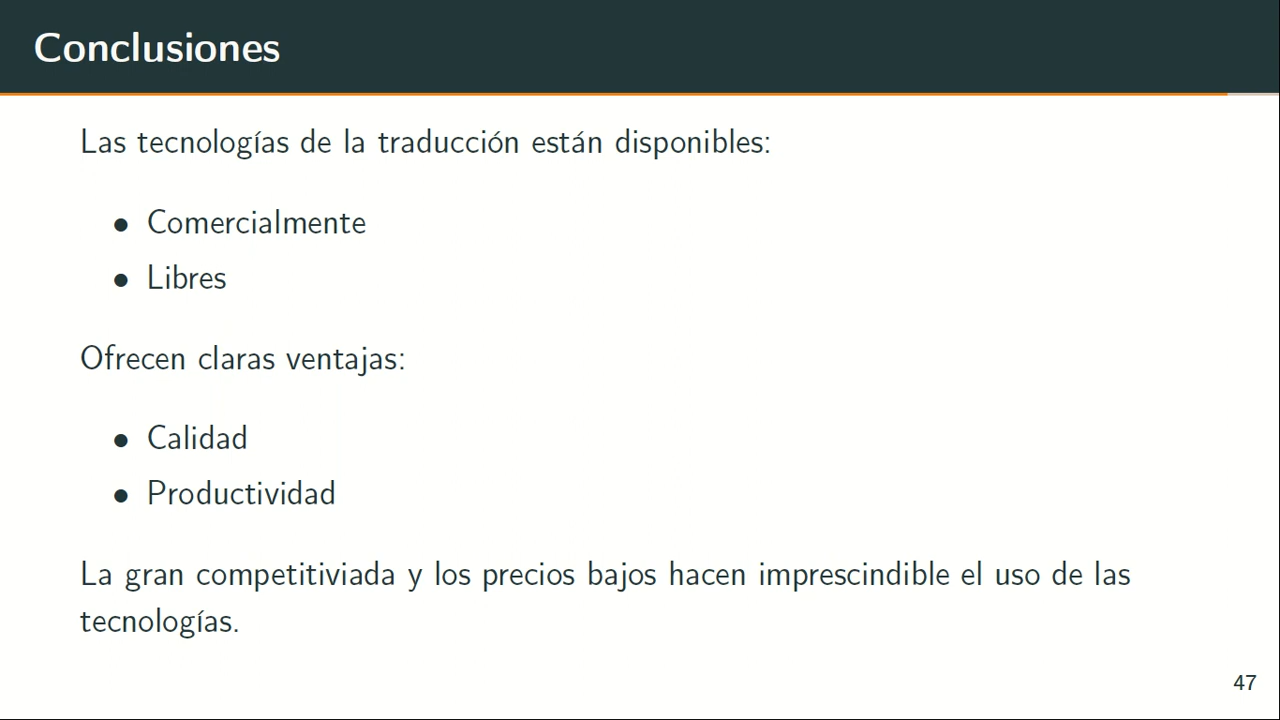 Conclusiones
Las tecnologías de la traducción están disponibles:
• Comercialmente
• Libres
Ofrecen claras ventajas:
• Calidad
• Productividad
La gran competitiviada y los precios bajos hacen imprescindible el uso de las
tecnologías.
47